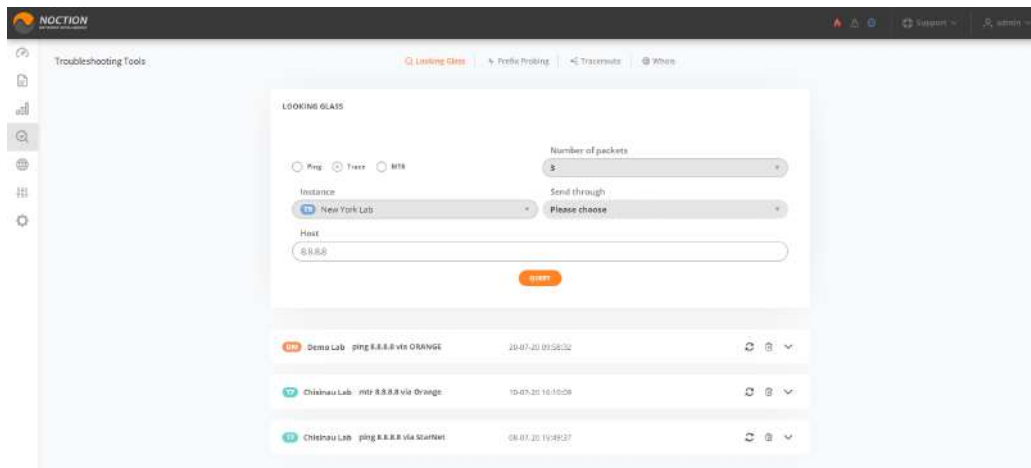 NOCTION
Support
admin
Troubleshooting Tools
Looking Glass
Prefix Probing
Traceroute
Whois
LOOKING GLASS
Number of packets
Ping Trace MTR
Instance
Send through
New York Lab
Please choose
Host
8.8.8.8
QUERY
Demo Lab ping 8.8.8.8 via ORANGE
Chisinau Lab mtr 8.8.8.8 via Orange
Chisinau Lab ping 8.8.8.8 via StarNet